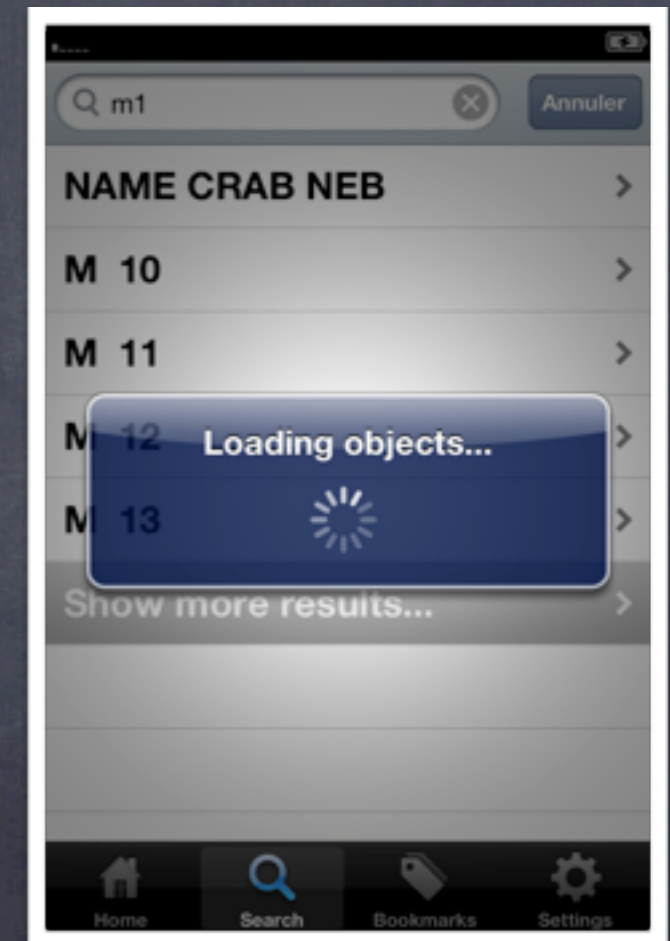 m1
Annuler
NAME CRAB NEB
M 10
M 11
M 12
Loading objects...
M 13
Show more results...
Home Search Bookmarks Settings